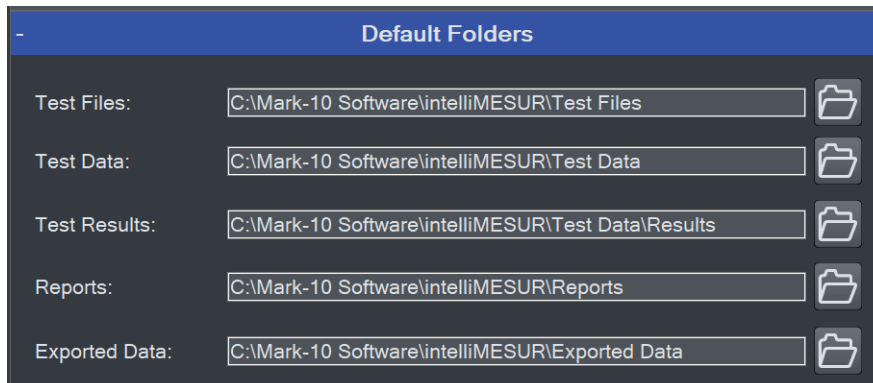 - Default Folders
Test Files: C:\Mark-10 Software\intelliMESUR\Test Files
Test Data: C:\Mark-10 Software\intelliMESUR\Test Data
Test Results: C:\Mark-10 Software\intelliMESUR\Test Data\Results
Reports: C:\Mark-10 Software\intelliMESUR\Reports
Exported Data: C:\Mark-10 Software\intelliMESUR\Exported Data